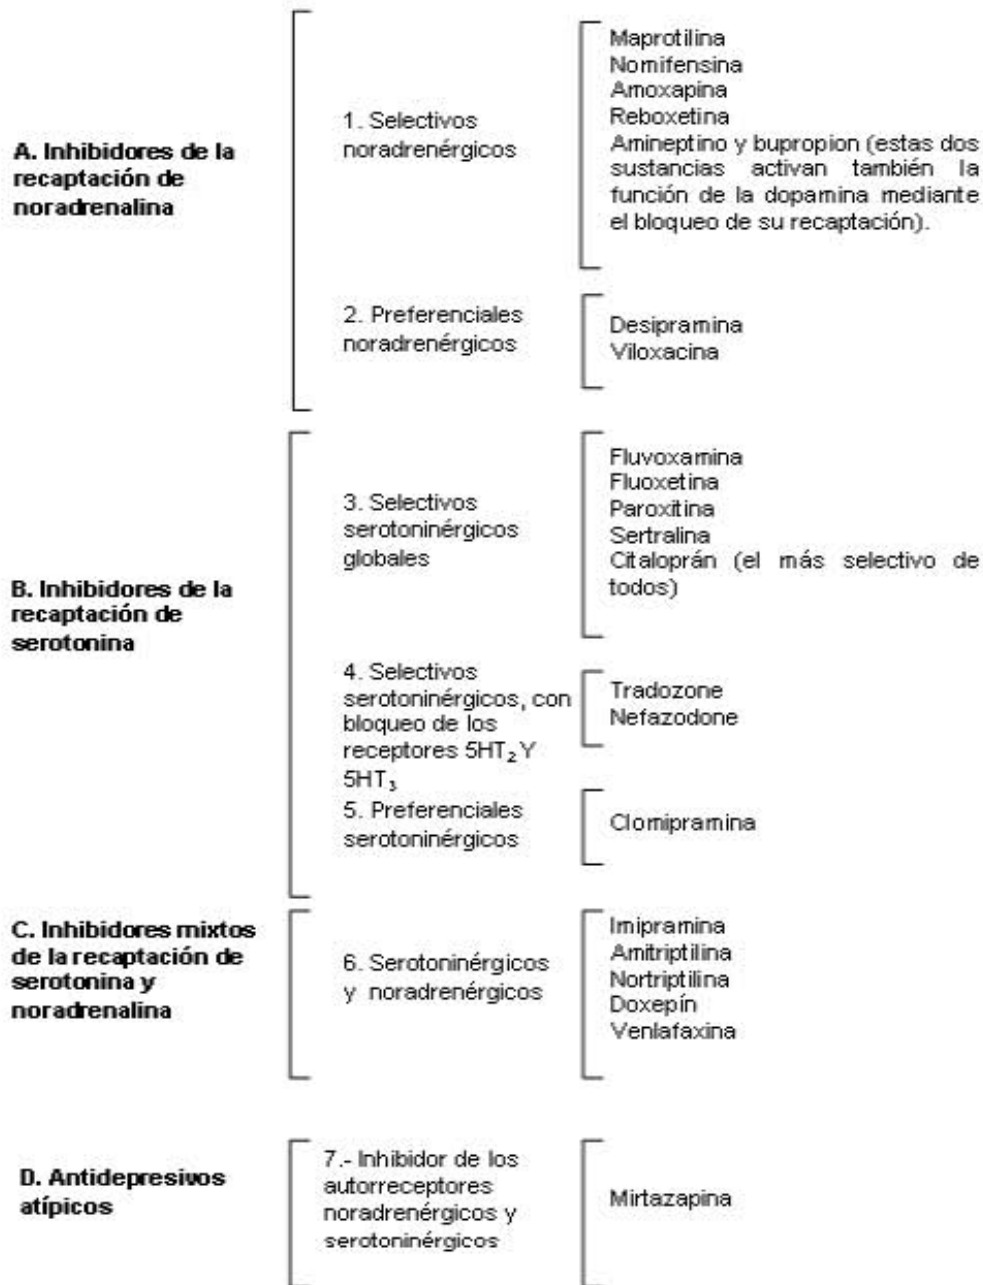 A. Inhibidores de la
recaptación de
noradrenalina
1. Selectivos
noradrenérgicos
Maprotilina
Nomifensina
Amoxapina
Reboxetina
Amineptino y bupropion (estas dos
sustancias activan también la
función de la dopamina mediante
el bloqueo de su recaptación).
2. Preferenciales
noradrenérgicos
Desipramina
Viloxacina
B. Inhibidores de la
recaptación de
serotonina
3. Selectivos
serotoninérgicos
globales
Fluvoxamina
Fluoxetina
Paroxitina
Sertralina
Citaloprán (el más selectivo de
todos)
4. Selectivos
serotoninérgicos, con
bloqueo de los
receptores 5HT₂ Y
5HT₃
Tradozone
Nefazodone
5. Preferenciales
serotoninérgicos
Clomipramina
C. Inhibidores mixtos
de la recaptación de
serotonina y
noradrenalina
6. Serotoninérgicos
y noradrenérgicos
Imipramina
Amitriptilina
Nortriptilina
Doxepín
Venlafaxina
D. Antidepresivos
atípicos
7.- Inhibidor de los
autorreceptores
noradrenérgicos y
serotoninérgicos
Mirtazapina